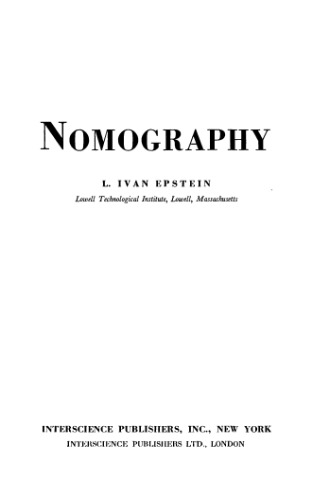 NOMOGRAPHY
L. IVAN EPSTEIN
Lowell Technological Institute, Lowell, Massachusetts
INTERSCIENCE PUBLISHERS, INC., NEW YORK
INTERSCIENCE PUBLISHERS LTD., LONDON